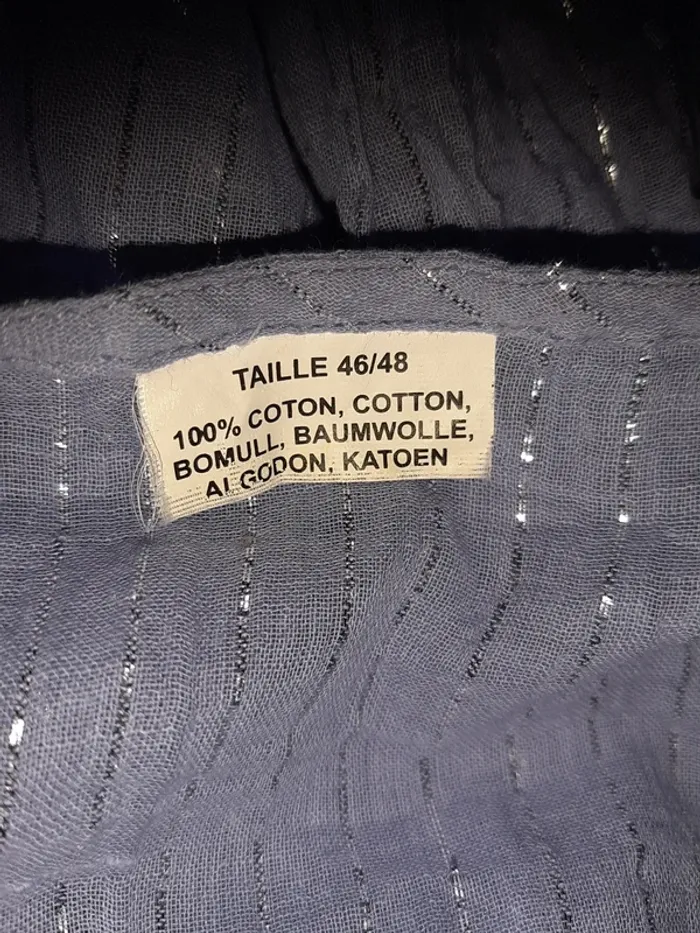 TAILLE 46/48
100% COTON, COTTON,
BOMULL, BAUMWOLLE,
ALGODON, KATOEN